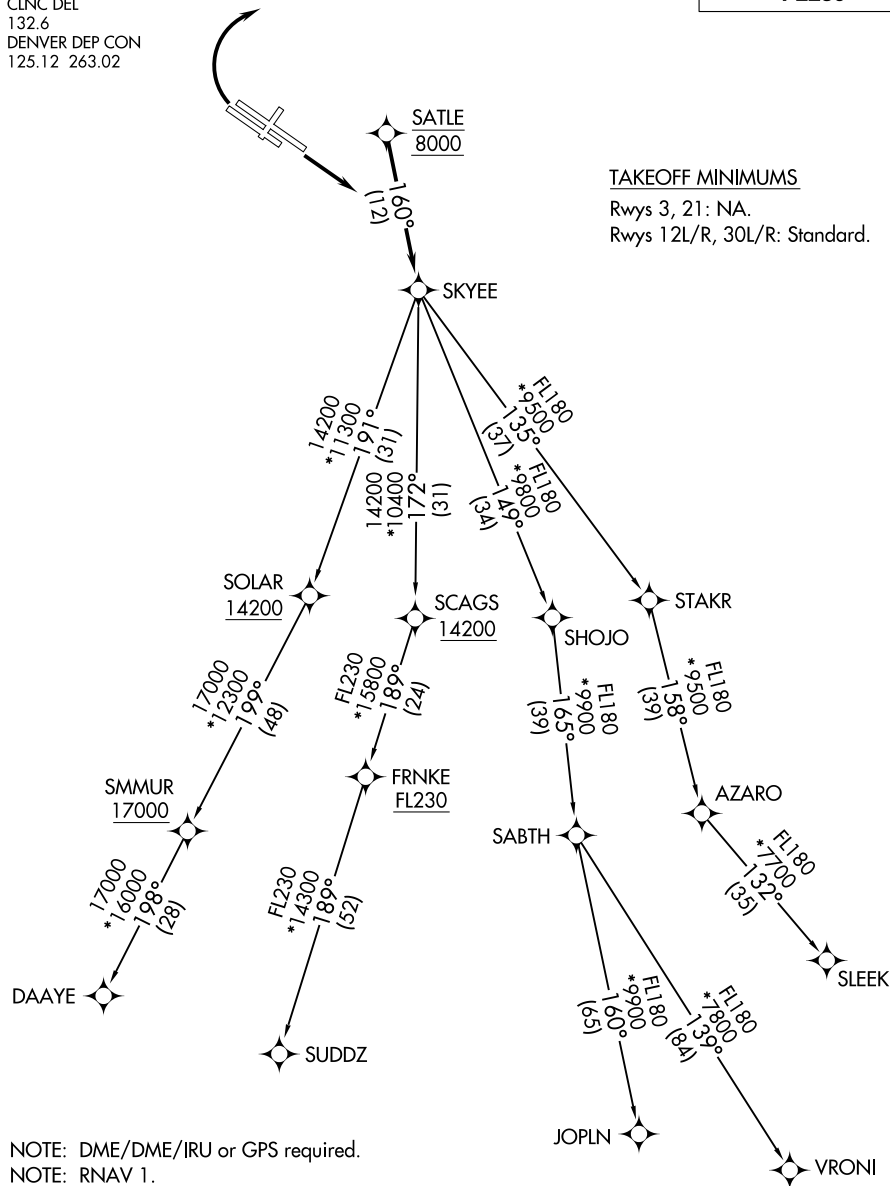 CLNC DEL
132.6
DENVER DEP CON
125.12 263.02
SATLE
8000
TAKEOFF MINIMUMS
Rwys 3, 21: NA.
Rwys 12L/R, 30L/R: Standard.
160°
(12)
SKYEE
14200
*11300
191°
(31)
14200
*10400
172°
(31)
FL180
*9800
149°
(34)
FL180
*9500
135°
(37)
SOLAR
14200
SCAGS
14200
SHOJO
STAKR
17000
*12300
199°
(48)
FL230
*15800
189°
(24)
FL180
*9900
165°
(39)
FL180
*9500
158°
(39)
SMMUR
17000
FRNKE
FL230
SABTH
AZARO
17000
*16000
198°
(28)
FL230
*14300
189°
(52)
FL180
*9900
160°
(65)
FL180
*7800
139°
(84)
FL180
*7700
132°
(35)
SLEEK
DAAYE
SUDDZ
JOPLN
VRONI
NOTE: DME/DME/IRU or GPS required.
NOTE: RNAV 1.